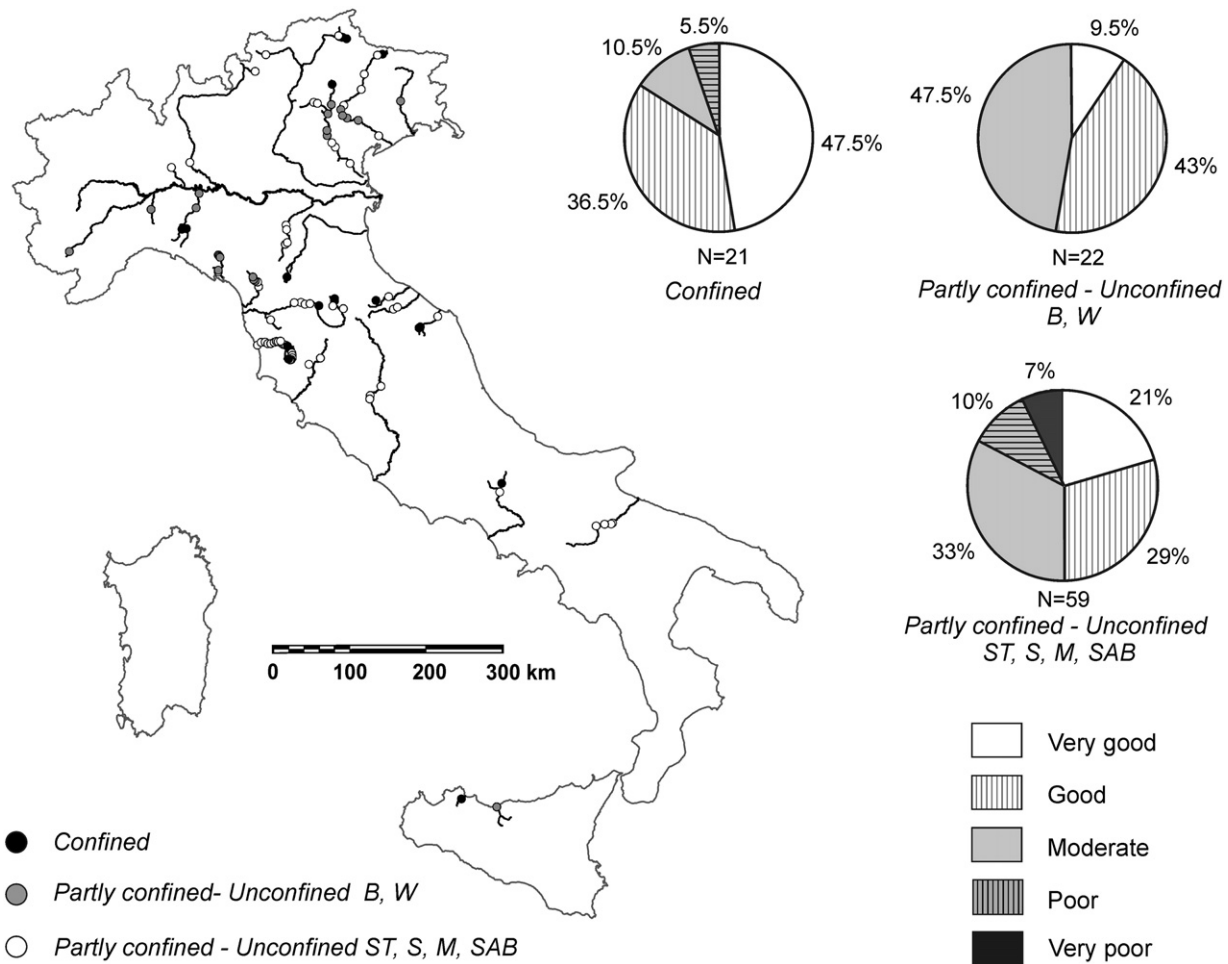 5.5%
10.5%
47.5%
36.5%
N=21
Confined
9.5%
47.5%
43%
N=22
Partly confined - Unconfined
B, W
7%
10%
21%
33%
29%
N=59
Partly confined - Unconfined
ST, S, M, SAB
0 100 200 300 km
Very good
Good
Moderate
Poor
Very poor
Confined
Partly confined- Unconfined B, W
Partly confined - Unconfined ST, S, M, SAB